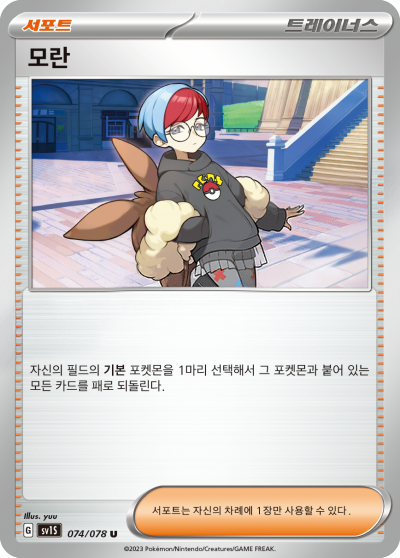 서포트
트레이너스
모란
자신의 필드의 기본 포켓몬을 1마리 선택해서 그 포켓몬과 붙어 있는
모든 카드를 패로 되돌린다.
Illus. yuu
G sv1S 074/078 U
서포트는 자신의 차례에 1장만 사용할 수 있다.
©2023 Pokémon/Nintendo/Creatures/GAME FREAK.